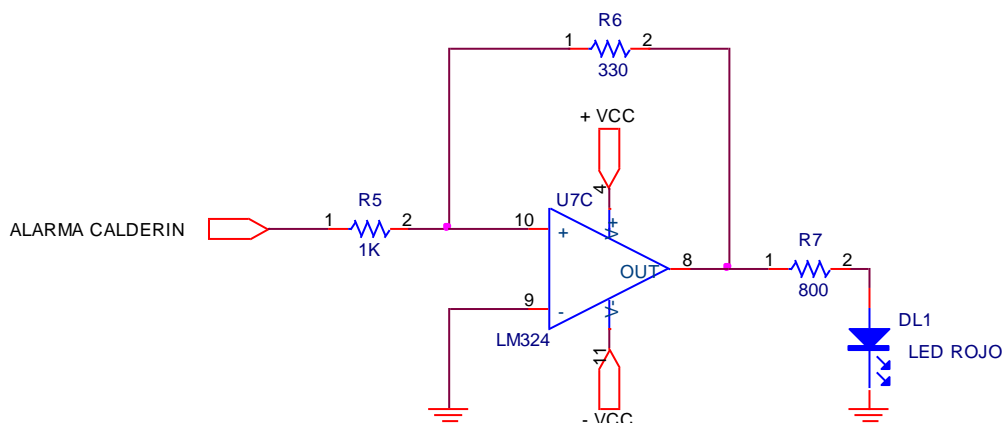 R6
1
2
330
+ VCC
4
U7C
V+
R5
ALARMA CALDERIN
1
2
1K
10
+
OUT
8
R7
1
2
800
9
-
V-
LM324
11
- VCC
DL1
LED ROJO